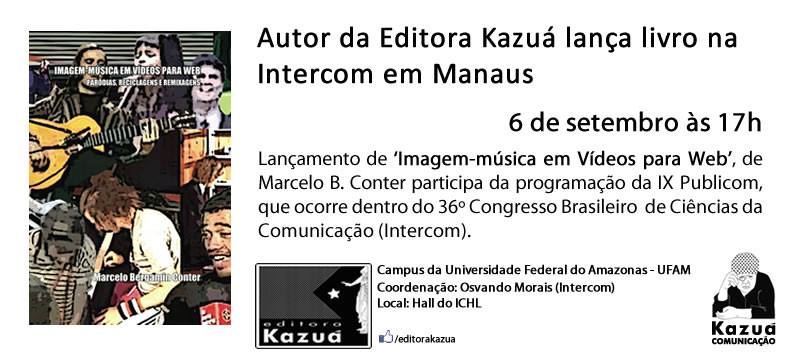 IMAGEM-MÚSICA EM VÍDEOS PARA WEB
PARÓDIAS, RECICLAGENS E REMIXAGENS
Marcelo Bergamin Conter
Autor da Editora Kazuá lança livro na
Intercom em Manaus
6 de setembro às 17h
Lançamento de ‘Imagem-música em Vídeos para Web’, de
Marcelo B. Conter participa da programação da IX Publicom,
que ocorre dentro do 36º Congresso Brasileiro de Ciências da
Comunicação (Intercom).
editora
Kazuá
Campus da Universidade Federal do Amazonas - UFAM
Coordenação: Osvando Morais (Intercom)
Local: Hall do ICHL
/editorakazua
Kazuá
COMUNICAÇÃO